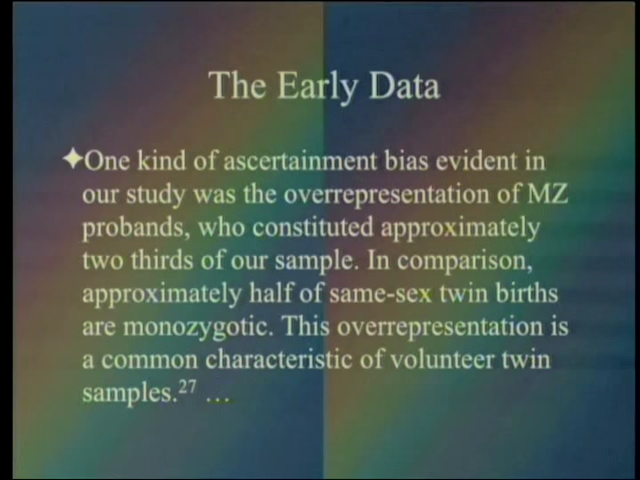 The Early Data
✦One kind of ascertainment bias evident in
our study was the overrepresentation of MZ
probands, who constituted approximately
two thirds of our sample. In comparison,
approximately half of same-sex twin births
are monozygotic. This overrepresentation is
a common characteristic of volunteer twin
samples.²⁷ …